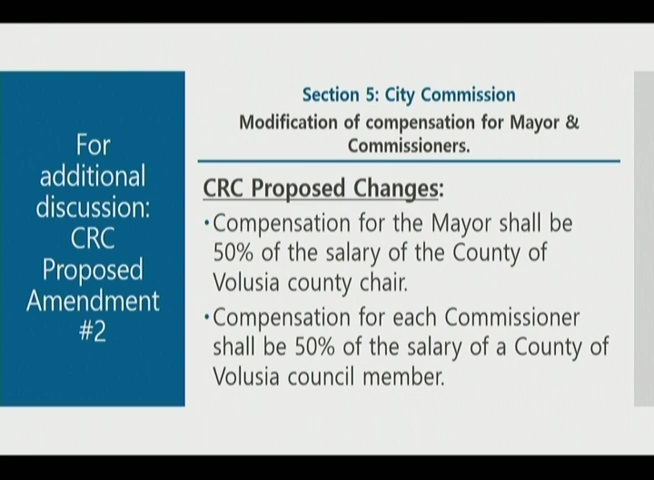 For
additional
discussion:
CRC
Proposed
Amendment
#2
Section 5: City Commission
Modification of compensation for Mayor &
Commissioners.
CRC Proposed Changes:
•Compensation for the Mayor shall be
50% of the salary of the County of
Volusia county chair.
•Compensation for each Commissioner
shall be 50% of the salary of a County of
Volusia council member.